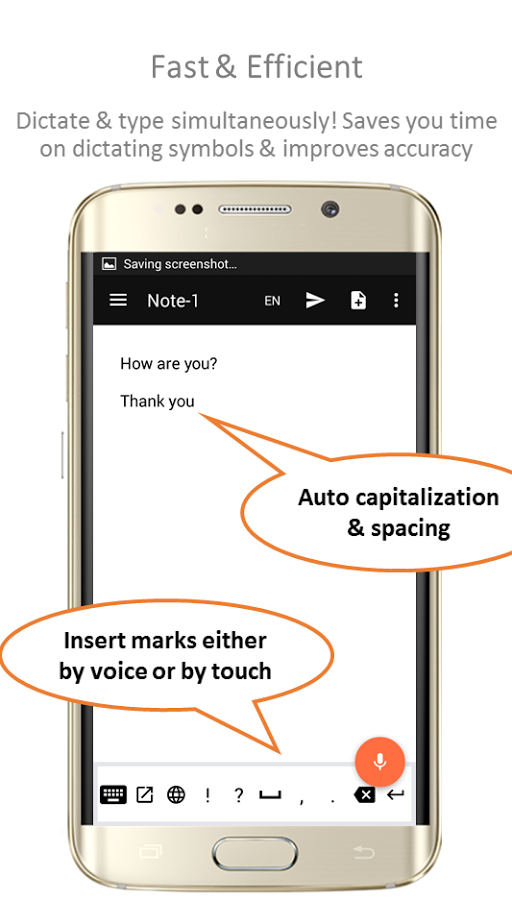 Fast & Efficient
Dictate & type simultaneously! Saves you time
on dictating symbols & improves accuracy
Saving screenshot...
Note-1 EN
How are you?
Thank you
Auto capitalization
& spacing
Insert marks either
by voice or by touch
! ? , .